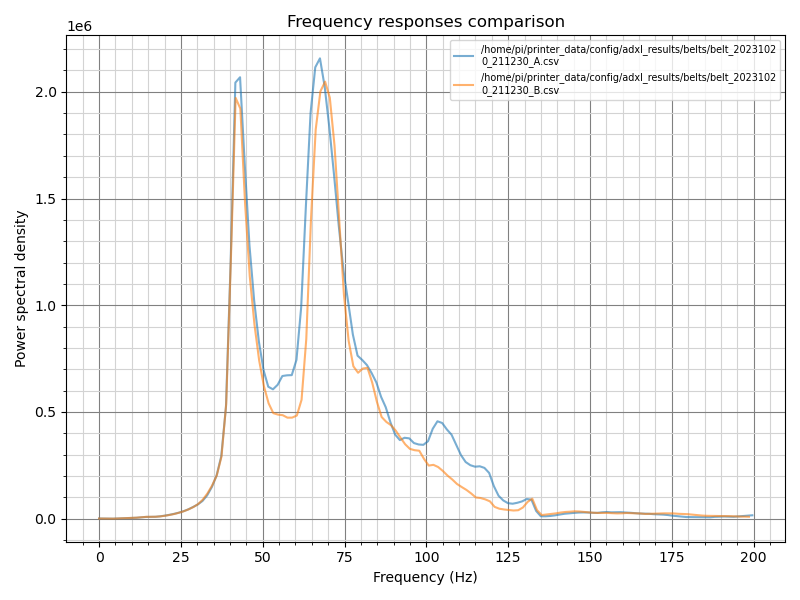 Frequency responses comparison
1e6
/home/pi/printer_data/config/adxl_results/belts/belt_2023102
0_211230_A.csv
/home/pi/printer_data/config/adxl_results/belts/belt_2023102
0_211230_B.csv
Power spectral density
2.0
1.5
1.0
0.5
0.0
0 25 50 75 100 125 150 175 200
Frequency (Hz)